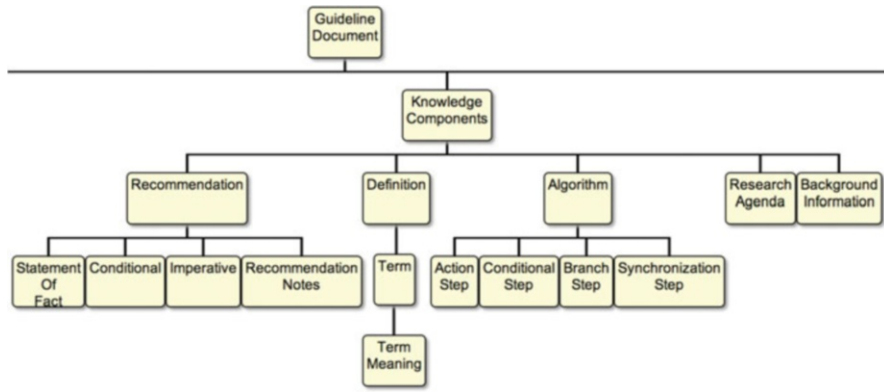 Guideline
Document
Knowledge
Components
Recommendation
Definition
Algorithm
Research
Agenda
Background
Information
Statement
Of
Fact
Conditional
Imperative
Recommendation
Notes
Term
Action
Step
Conditional
Step
Branch
Step
Synchronization
Step
Term
Meaning